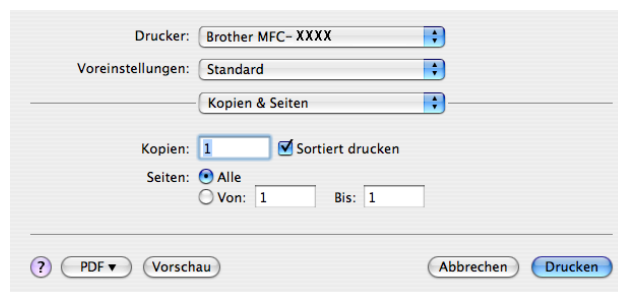 Drucker: Brother MFC-XXXX
Voreinstellungen: Standard
Kopien & Seiten
Kopien: 1 Sortiert drucken
Seiten: Alle
Von: 1 Bis: 1
? PDF ▼ Vorschau Abbrechen Drucken